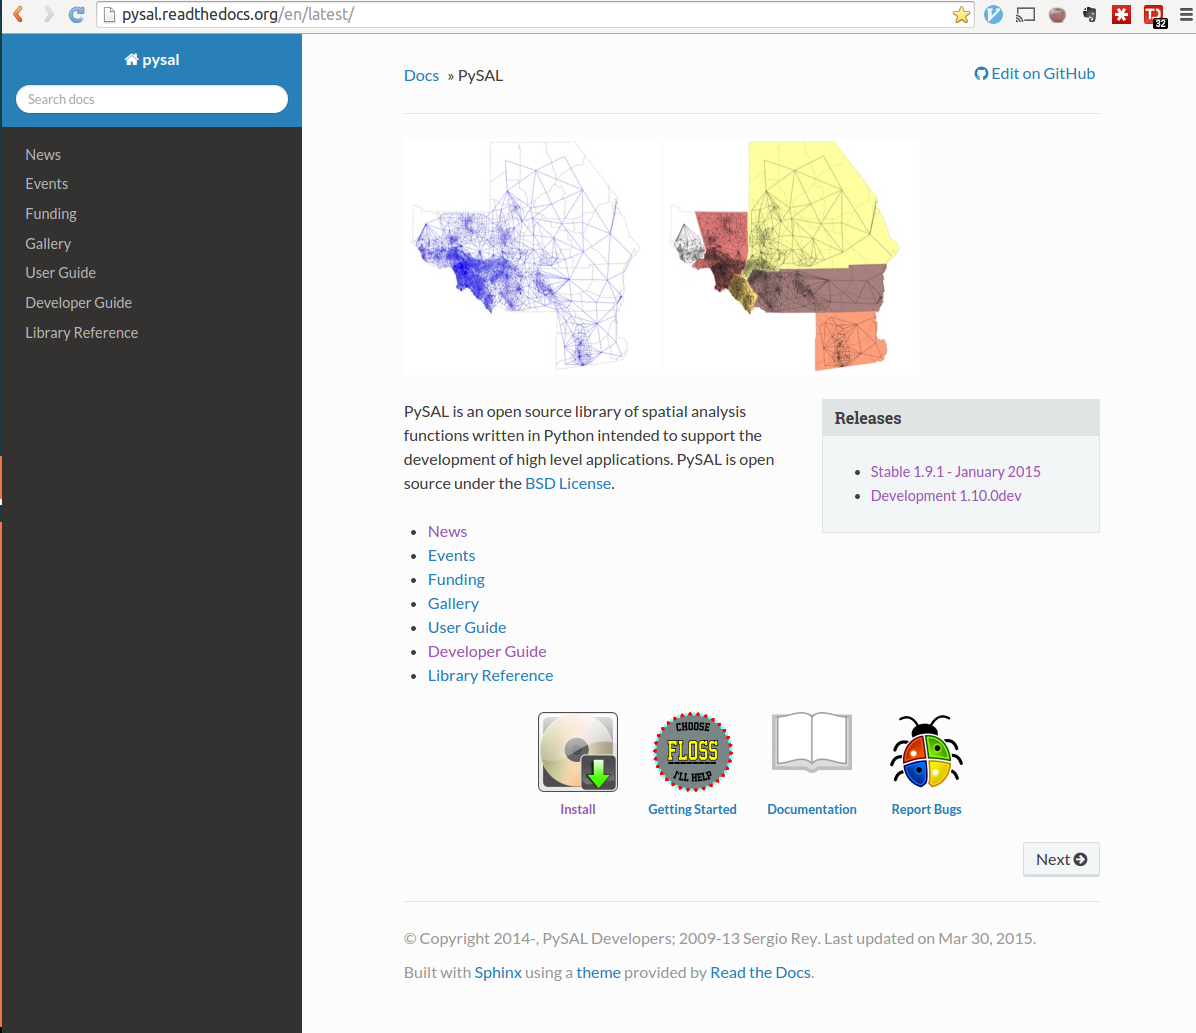 pysal.readthedocs.org/en/latest/
32
pysal
Search docs
News
Events
Funding
Gallery
User Guide
Developer Guide
Library Reference
Docs » PySAL
Edit on GitHub
PySAL is an open source library of spatial analysis
functions written in Python intended to support the
development of high level applications. PySAL is open
source under the BSD License.
Releases
Stable 1.9.1 - January 2015
Development 1.10.0dev
News
Events
Funding
Gallery
User Guide
Developer Guide
Library Reference
CHOOSE
FLOSS
I'LL HELP
Install
Getting Started
Documentation
Report Bugs
Next
© Copyright 2014-, PySAL Developers; 2009-13 Sergio Rey. Last updated on Mar 30, 2015.
Built with Sphinx using a theme provided by Read the Docs.